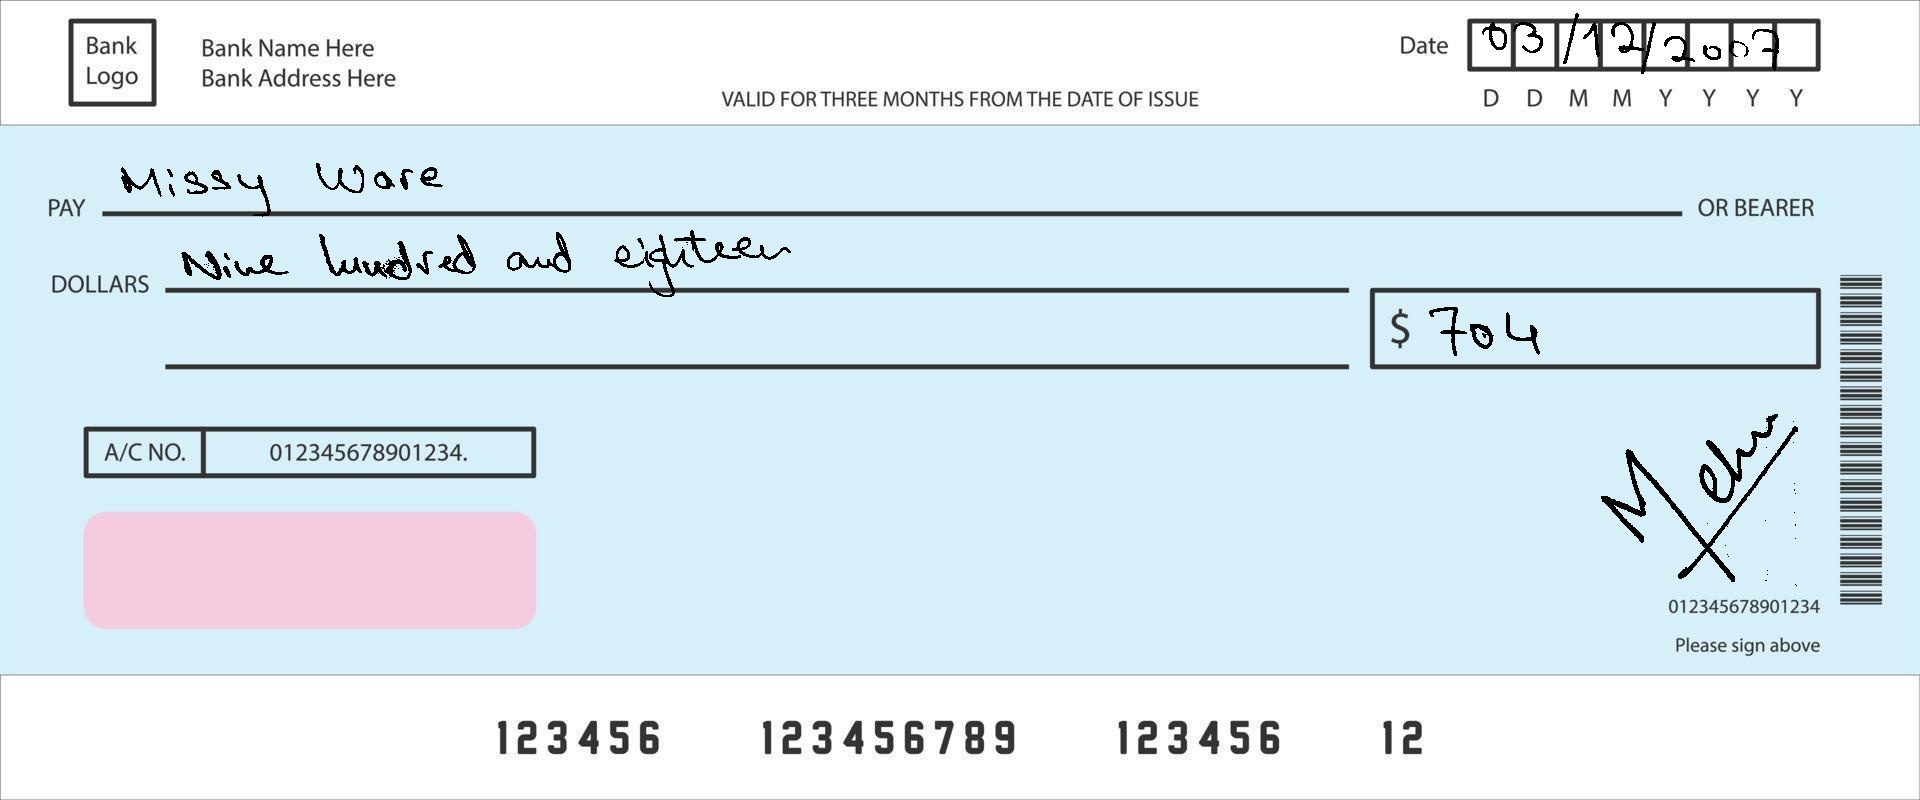 Bank Logo
Bank Name Here
Bank Address Here
VALID FOR THREE MONTHS FROM THE DATE OF ISSUE
Date 03/12/2007
D D M M Y Y Y Y
PAY Missy Ware OR BEARER
DOLLARS Nine hundred and eighteen
$ 704
A/C NO. 012345678901234.
012345678901234
Please sign above
123456 123456789 123456 12